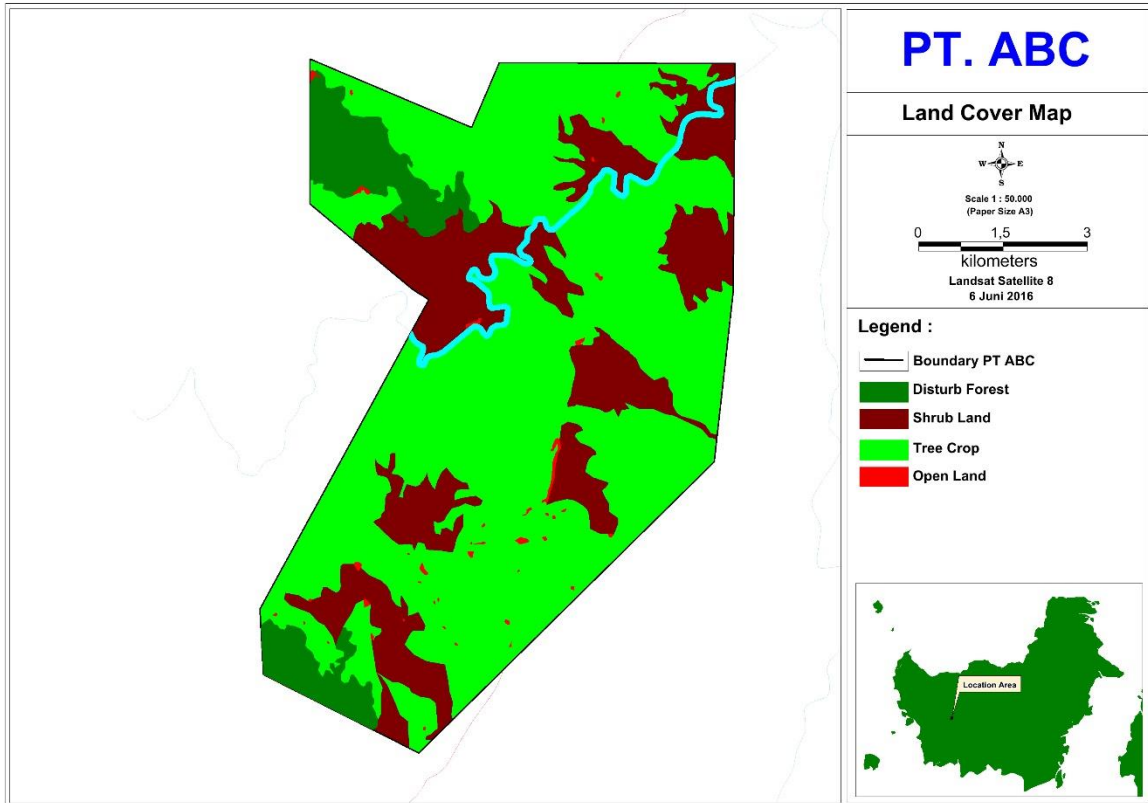 PT. ABC
Land Cover Map
N
W E
S
Scale 1 : 50.000
(Paper Size A3)
0 1,5 3
kilometers
Landsat Satellite 8
6 Juni 2016
Legend :
Boundary PT ABC
Disturb Forest
Shrub Land
Tree Crop
Open Land
Location Area